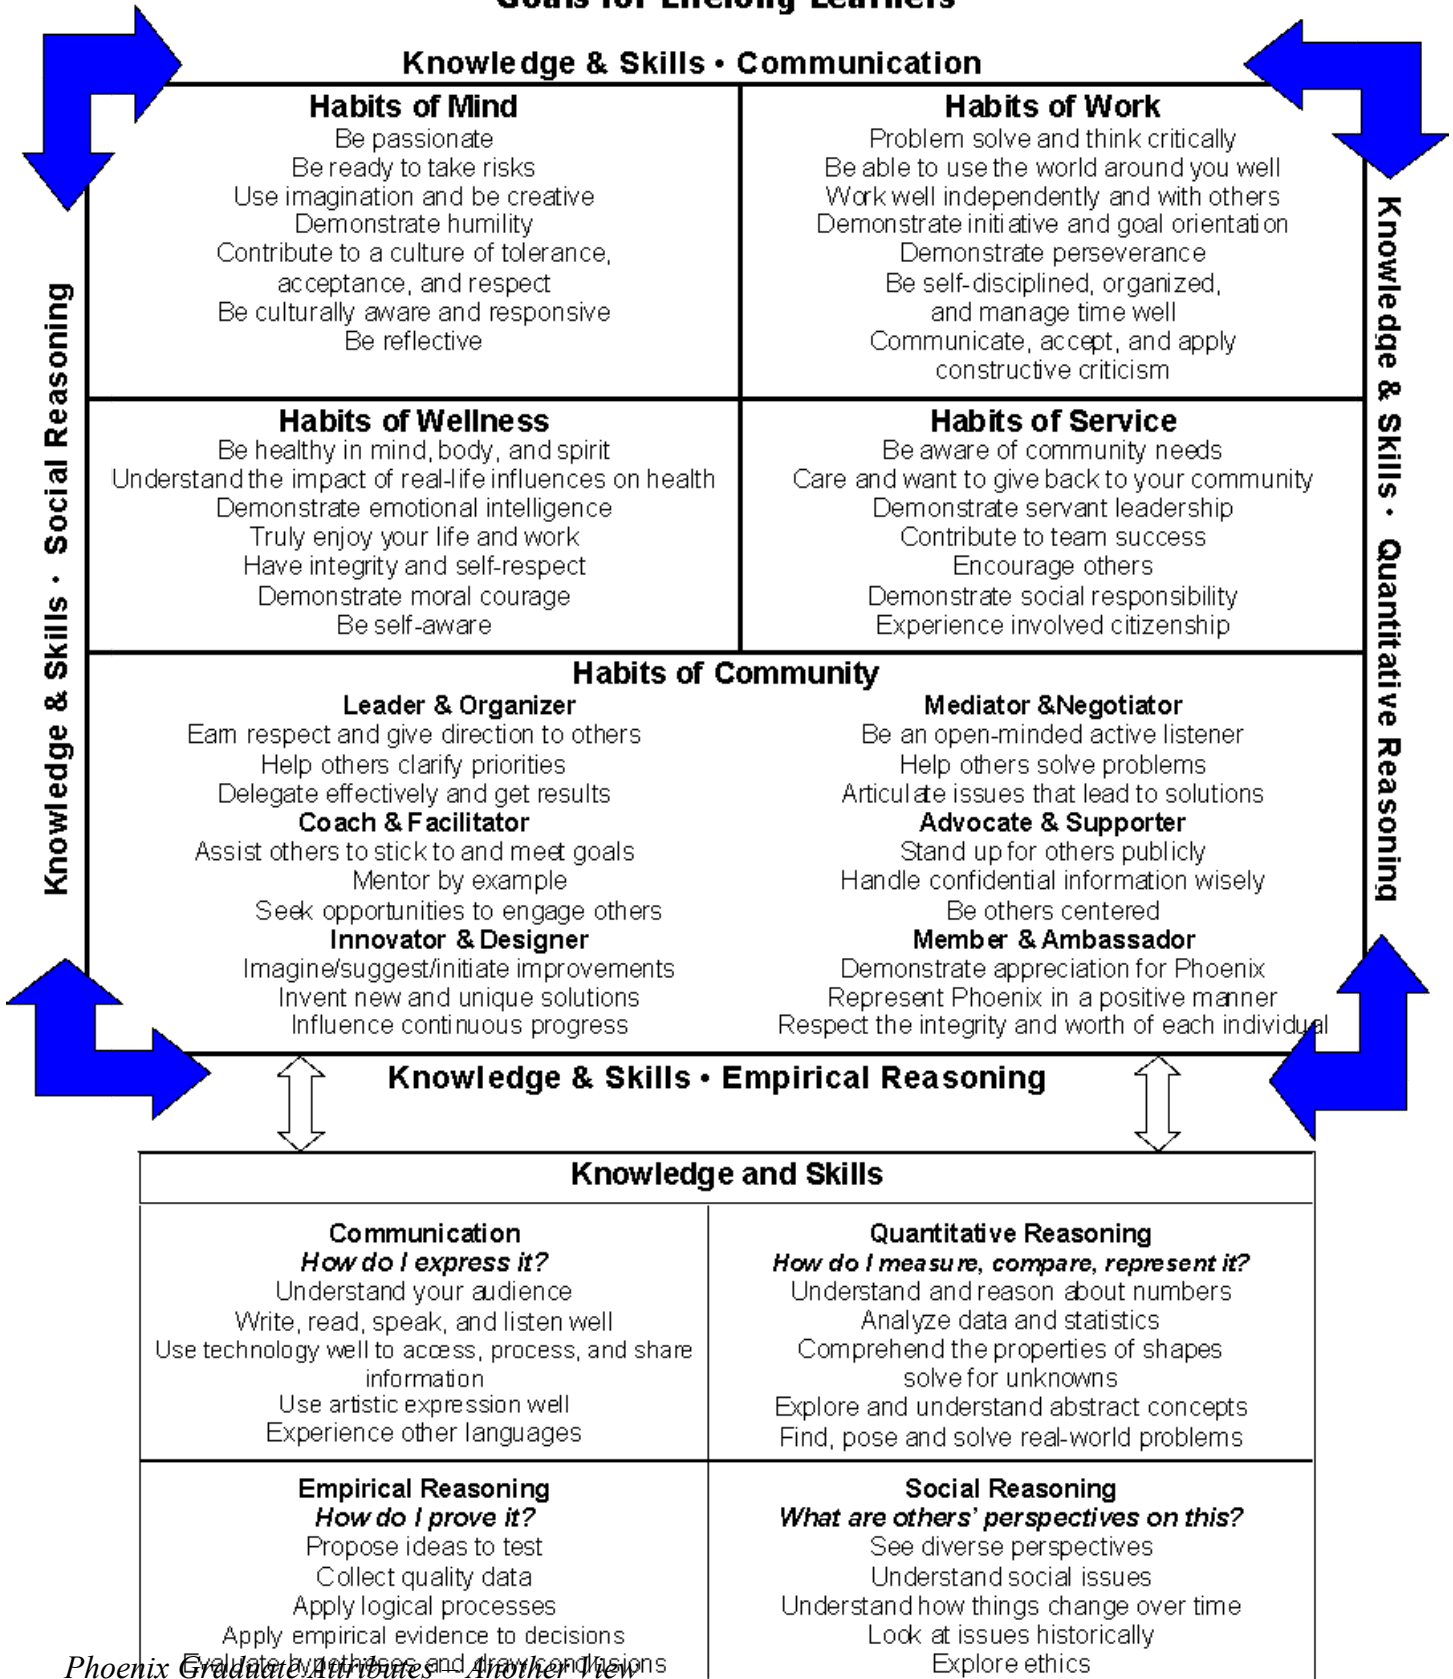 Goals for Lifelong Learners
Knowledge & Skills • Communication
Habits of Mind
Be passionate
Be ready to take risks
Use imagination and be creative
Demonstrate humility
Contribute to a culture of tolerance,
acceptance, and respect
Be culturally aware and responsive
Be reflective
Habits of Work
Problem solve and think critically
Be able to use the world around you well
Work well independently and with others
Demonstrate initiative and goal orientation
Demonstrate perseverance
Be self-disciplined, organized,
and manage time well
Communicate, accept, and apply
constructive criticism
Knowledge & Skills • Social Reasoning
Knowledge & Skills • Quantitative Reasoning
Habits of Wellness
Be healthy in mind, body, and spirit
Understand the impact of real-life influences on health
Demonstrate emotional intelligence
Truly enjoy your life and work
Have integrity and self-respect
Demonstrate moral courage
Be self-aware
Habits of Service
Be aware of community needs
Care and want to give back to your community
Demonstrate servant leadership
Contribute to team success
Encourage others
Demonstrate social responsibility
Experience involved citizenship
Habits of Community
Leader & Organizer
Earn respect and give direction to others
Help others clarify priorities
Delegate effectively and get results
Coach & Facilitator
Assist others to stick to and meet goals
Mentor by example
Seek opportunities to engage others
Innovator & Designer
Imagine/suggest/initiate improvements
Invent new and unique solutions
Influence continuous progress
Mediator &Negotiator
Be an open-minded active listener
Help others solve problems
Articulate issues that lead to solutions
Advocate & Supporter
Stand up for others publicly
Handle confidential information wisely
Be others centered
Member & Ambassador
Demonstrate appreciation for Phoenix
Represent Phoenix in a positive manner
Respect the integrity and worth of each individual
Knowledge & Skills • Empirical Reasoning
Knowledge and Skills
Communication
How do I express it?
Understand your audience
Write, read, speak, and listen well
Use technology well to access, process, and share
information
Use artistic expression well
Experience other languages
Quantitative Reasoning
How do I measure, compare, represent it?
Understand and reason about numbers
Analyze data and statistics
Comprehend the properties of shapes
solve for unknowns
Explore and understand abstract concepts
Find, pose and solve real-world problems
Empirical Reasoning
How do I prove it?
Propose ideas to test
Collect quality data
Apply logical processes
Apply empirical evidence to decisions
Evaluate hypotheses and draw conclusions
Social Reasoning
What are others' perspectives on this?
See diverse perspectives
Understand social issues
Understand how things change over time
Look at issues historically
Explore ethics
Phoenix Graduate Attributes – Another View